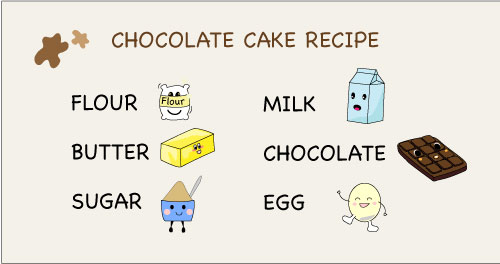 CHOCOLATE CAKE RECIPE
FLOUR
Flour
MILK
BUTTER
CHOCOLATE
SUGAR
EGG